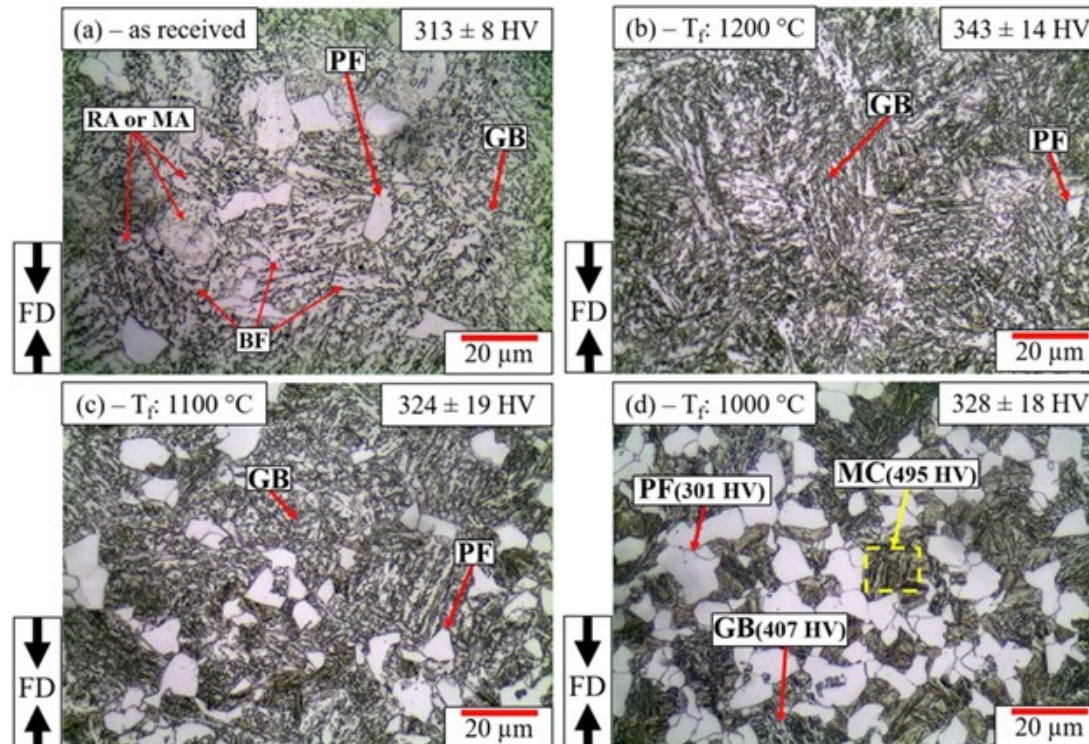 (a) – as received
313 ± 8 HV
PF
RA or MA
GB
BF
FD
20 µm
(b) – Tf: 1200 °C
343 ± 14 HV
GB
PF
FD
20 µm
(c) – Tf: 1100 °C
324 ± 19 HV
GB
PF
FD
20 µm
(d) – Tf: 1000 °C
328 ± 18 HV
MC(495 HV)
PF(301 HV)
GB(407 HV)
FD
20 µm